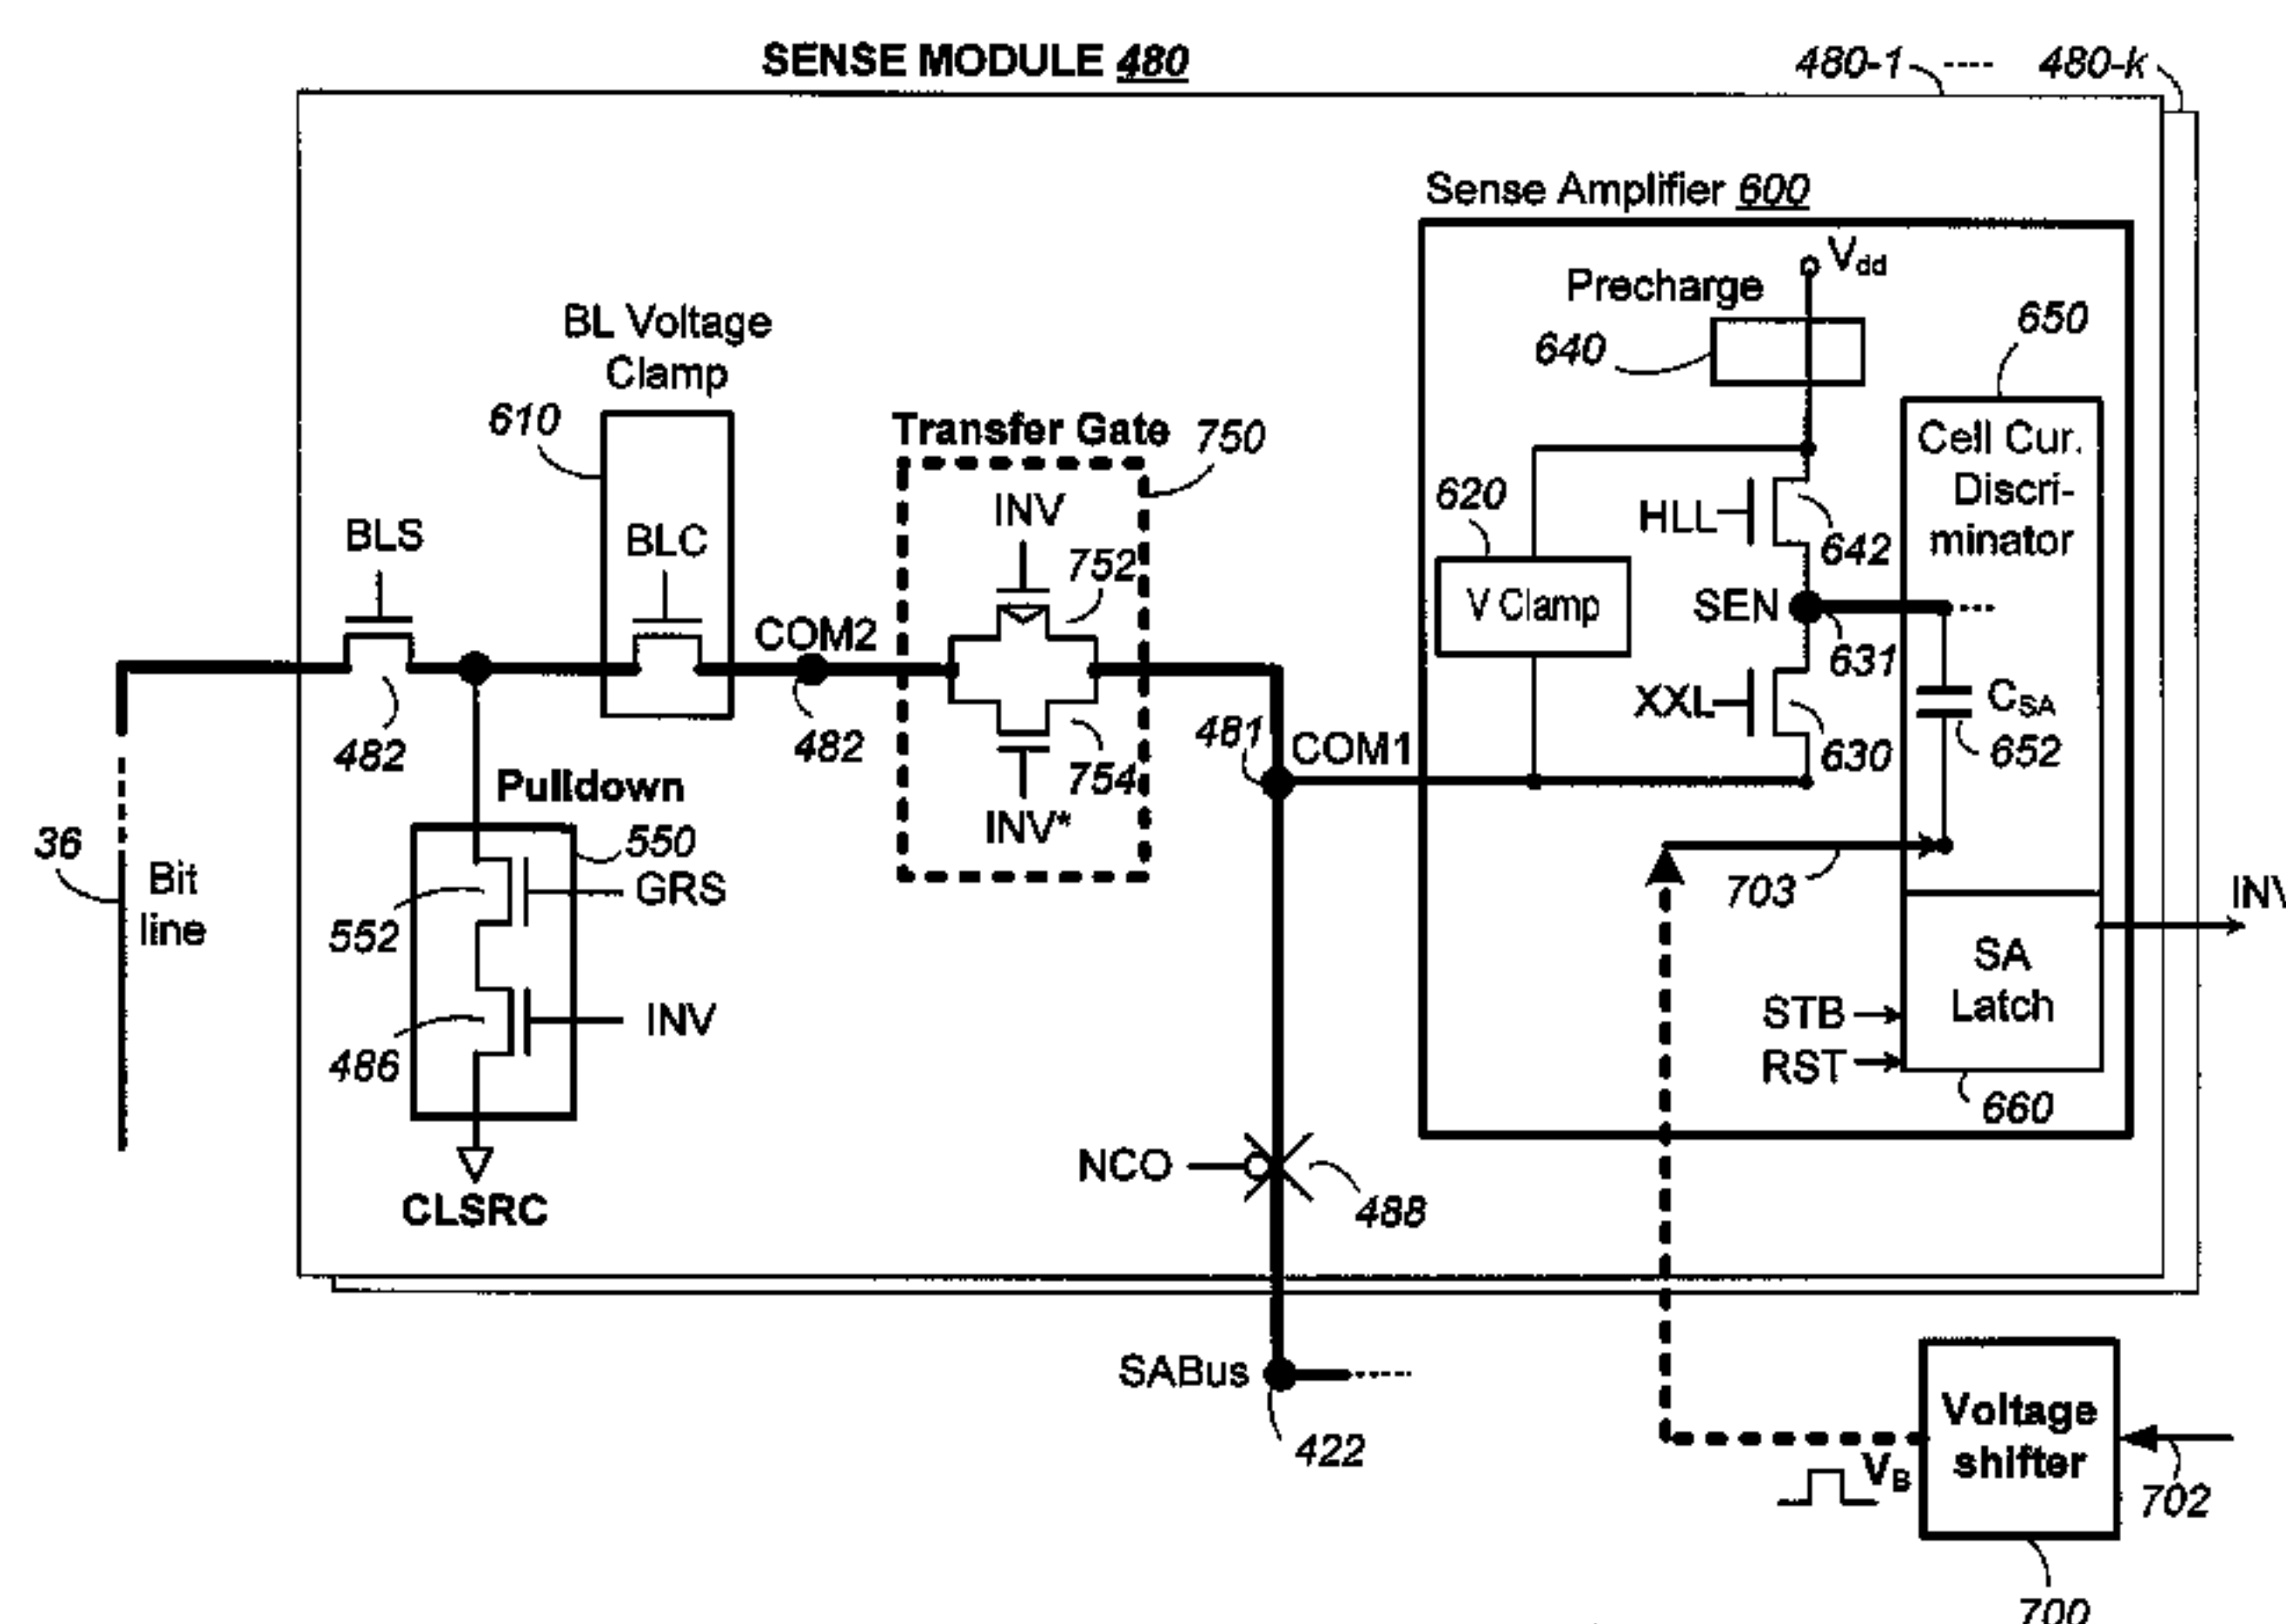 SENSE MODULE 480
480-1 ---- 480-k
Sense Amplifier 600
Vdd
Precharge
640
650
Cell Cur.
Discri-
minator
BL Voltage
Clamp
610
Transfer Gate 750
620
HLL
642
BLS
BLC
INV
752
V Clamp
SEN
631
COM2
482
482
XXL
630
CSA
652
481
COM1
754
INV*
36
Bit
line
Pulldown
550
GRS
552
INV
486
CLSRC
703
INV
SA
Latch
STB
RST
660
NCO
488
SABus
422
Voltage
shifter
VB
702
700